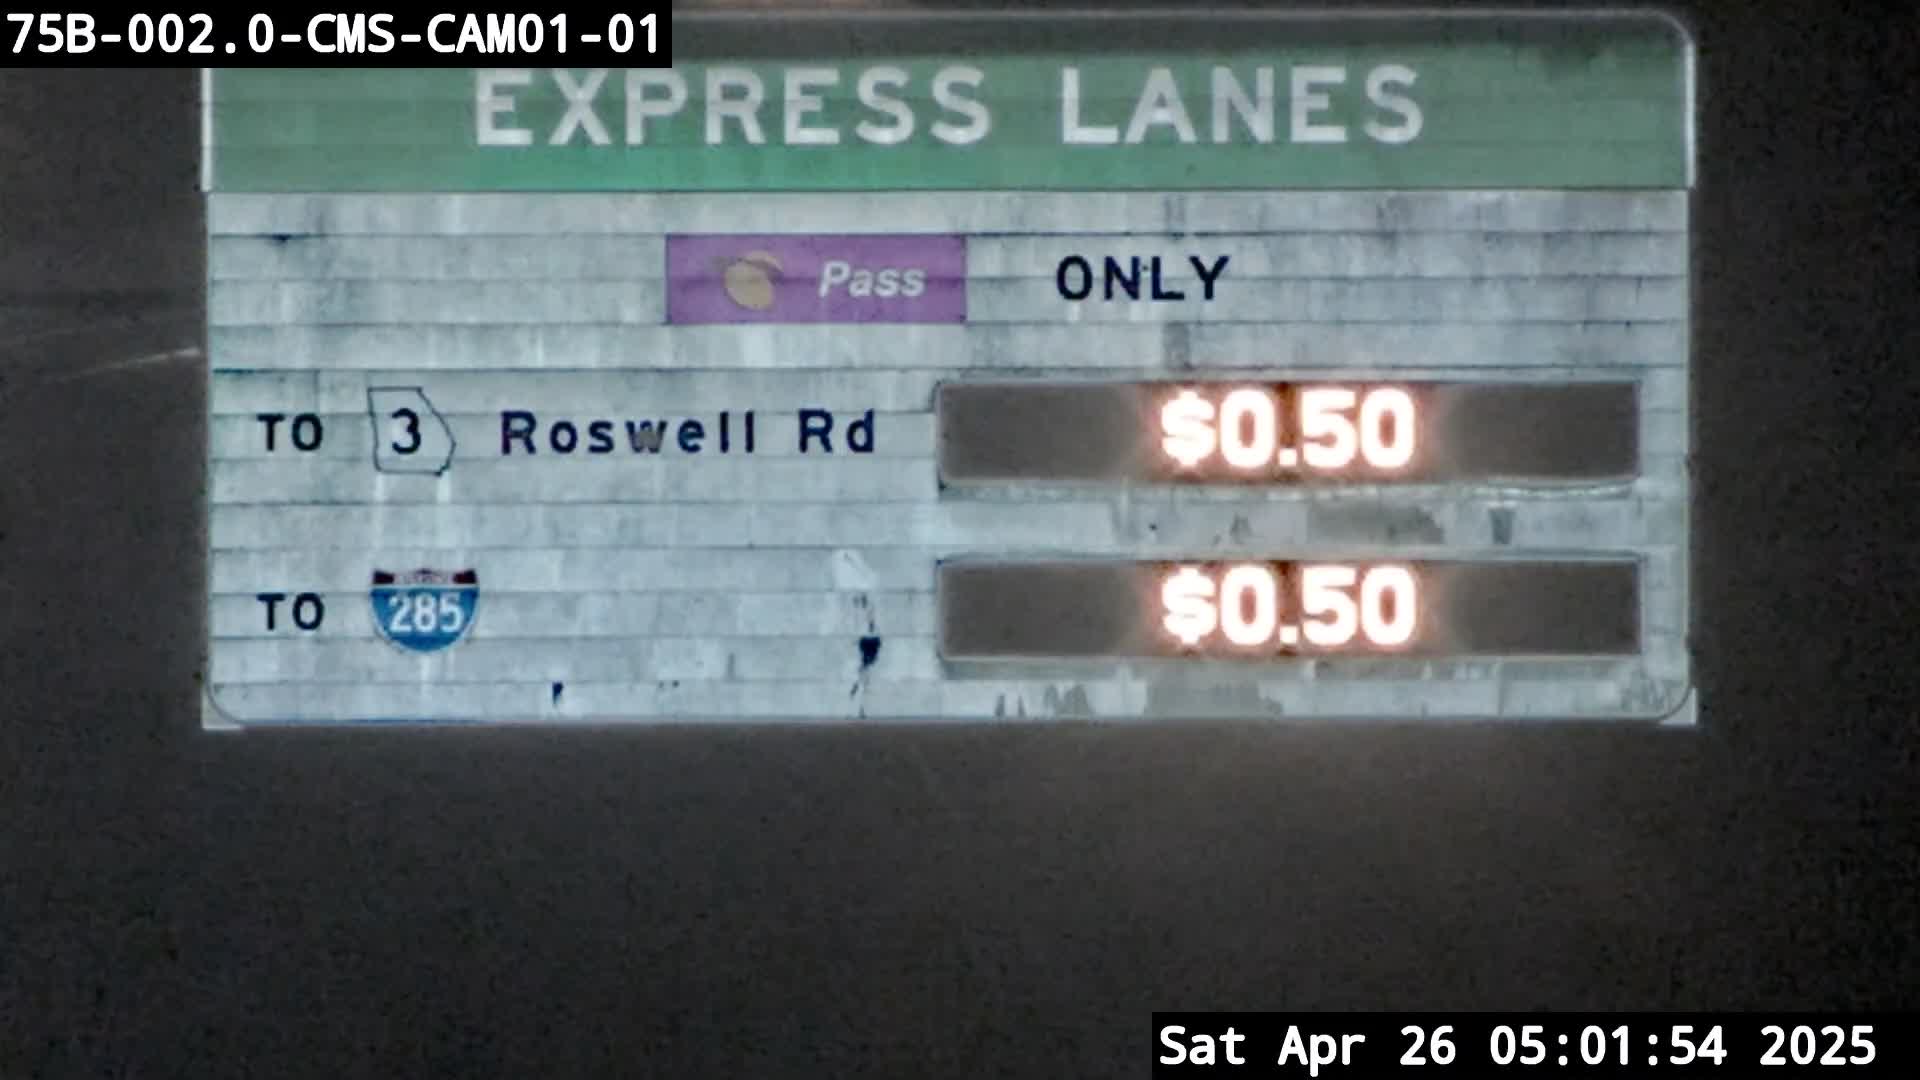 75B-002.0-CMS-CAM01-01
EXPRESS LANES
Pass ONLY
TO 3 Roswell Rd $0.50
TO 285 $0.50
Sat Apr 26 05:01:54 2025